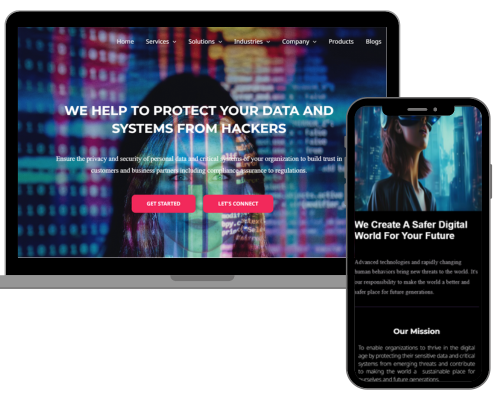 Home Services Solutions Industries Company Products Blogs
WE HELP TO PROTECT YOUR DATA AND
SYSTEMS FROM HACKERS
Ensure the privacy and security of personal data and critical systems of your organization to build trust in
customers and business partners including compliance assurance to regulations.
GET STARTED LET'S CONNECT
We Create A Safer Digital
World For Your Future
Advanced technologies and rapidly changing
human behaviors bring new threats to the world. It's
our responsibility to make the world a better and
safer place for future generations.
Our Mission
To enable organizations to thrive in the digital
age by protecting their sensitive data and critical
systems from emerging threats and contribute
to making the world a sustainable place for
ourselves and future generations.